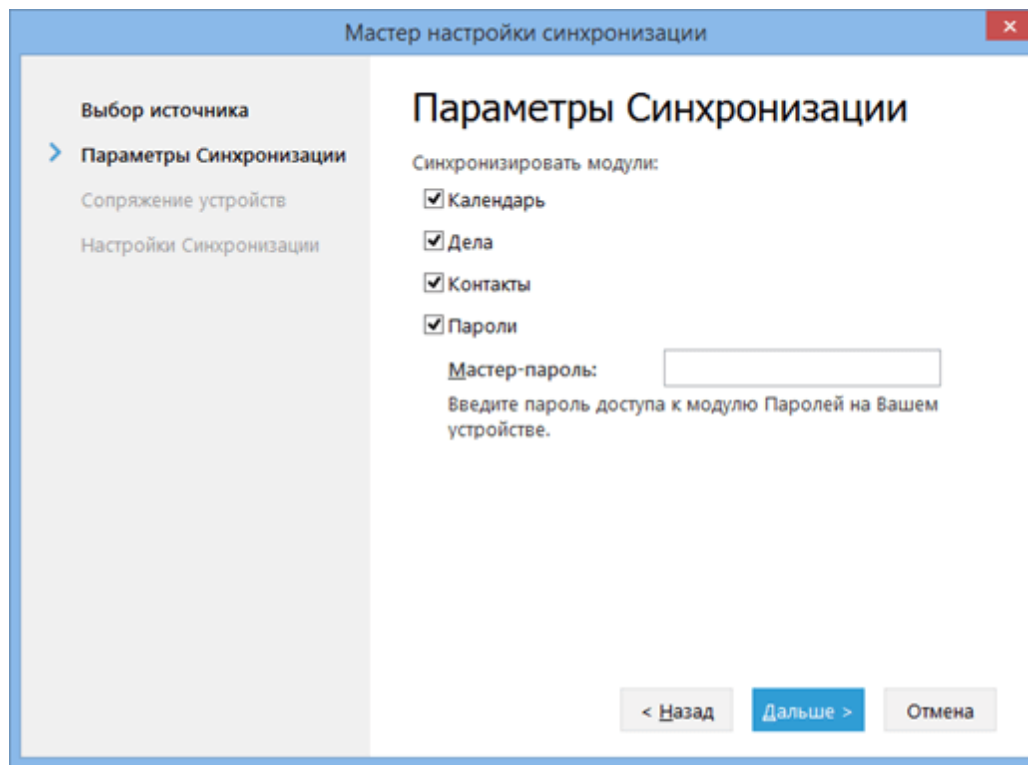 Мастер настройки синхронизации
Выбор источника
Параметры Синхронизации
Сопряжение устройств
Настройки Синхронизации
Параметры Синхронизации
Синхронизировать модули:
Календарь
Дела
Контакты
Пароли
Мастер-пароль:
Введите пароль доступа к модулю Паролей на Вашем
устройстве.
< Назад
Дальше >
Отмена